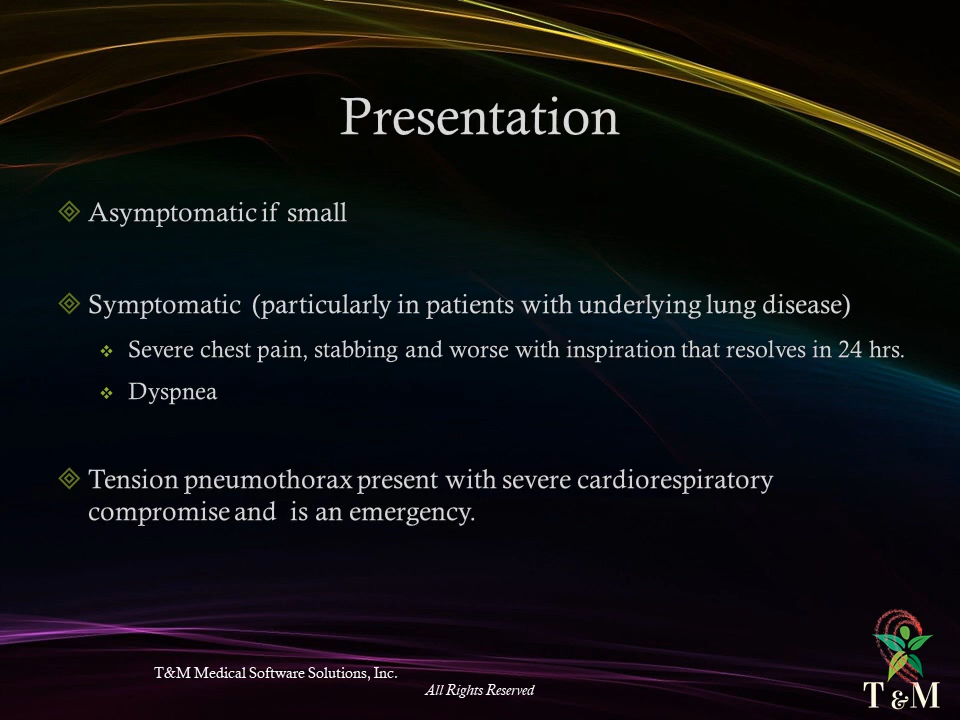 Presentation
Asymptomatic if small
Symptomatic (particularly in patients with underlying lung disease)
Severe chest pain, stabbing and worse with inspiration that resolves in 24 hrs.
Dyspnea
Tension pneumothorax present with severe cardiorespiratory
compromise and is an emergency.
T&M Medical Software Solutions, Inc.
All Rights Reserved
T & M